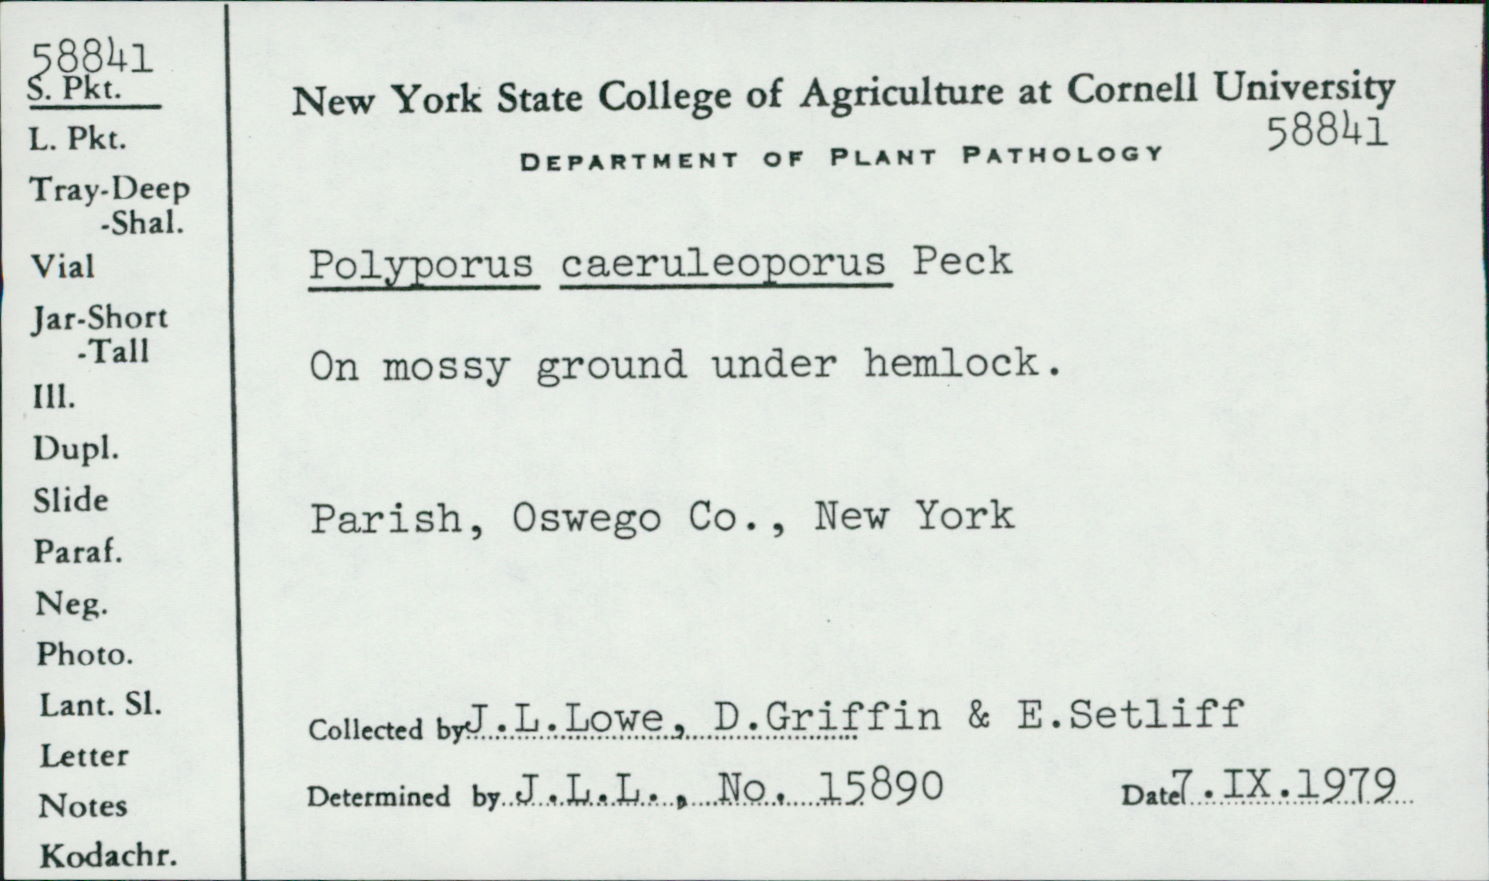 58841
S. Pkt.
L. Pkt.
Tray-Deep
-Shal.
Vial
Jar-Short
-Tall
Ill.
Dupl.
Slide
Paraf.
Neg.
Photo.
Lant. Sl.
Letter
Notes
Kodachr.
New York State College of Agriculture at Cornell University
58841
DEPARTMENT OF PLANT PATHOLOGY
Polyporus caeruleoporus Peck
On mossy ground under hemlock.
Parish, Oswego Co., New York
Collected by J.L.Lowe, D.Griffin & E.Setliff
Determined by J.L.L., No. 15890 Date 7.IX.1979